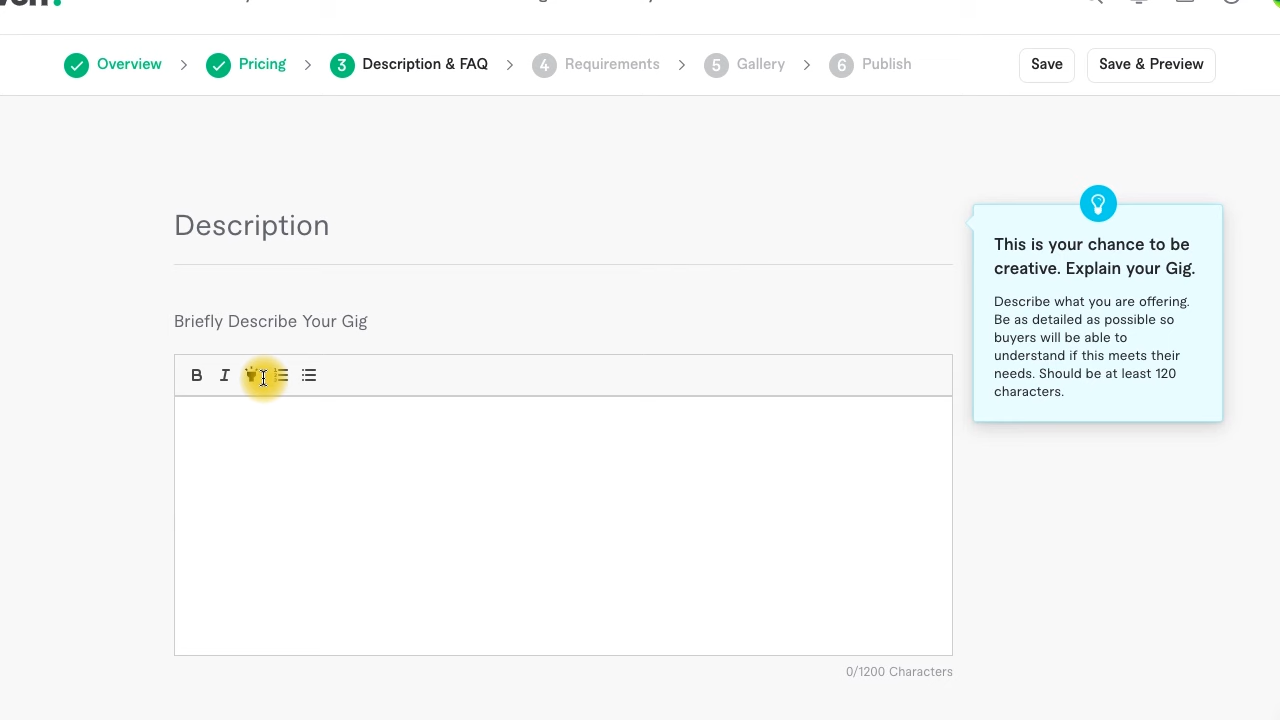 Overview > Pricing > 3 Description & FAQ > 4 Requirements > 5 Gallery > 6 Publish Save Save & Preview
Description
This is your chance to be
creative. Explain your Gig.
Describe what you are offering.
Be as detailed as possible so
buyers will be able to
understand if this meets their
needs. Should be at least 120
characters.
Briefly Describe Your Gig
B I
0/1200 Characters